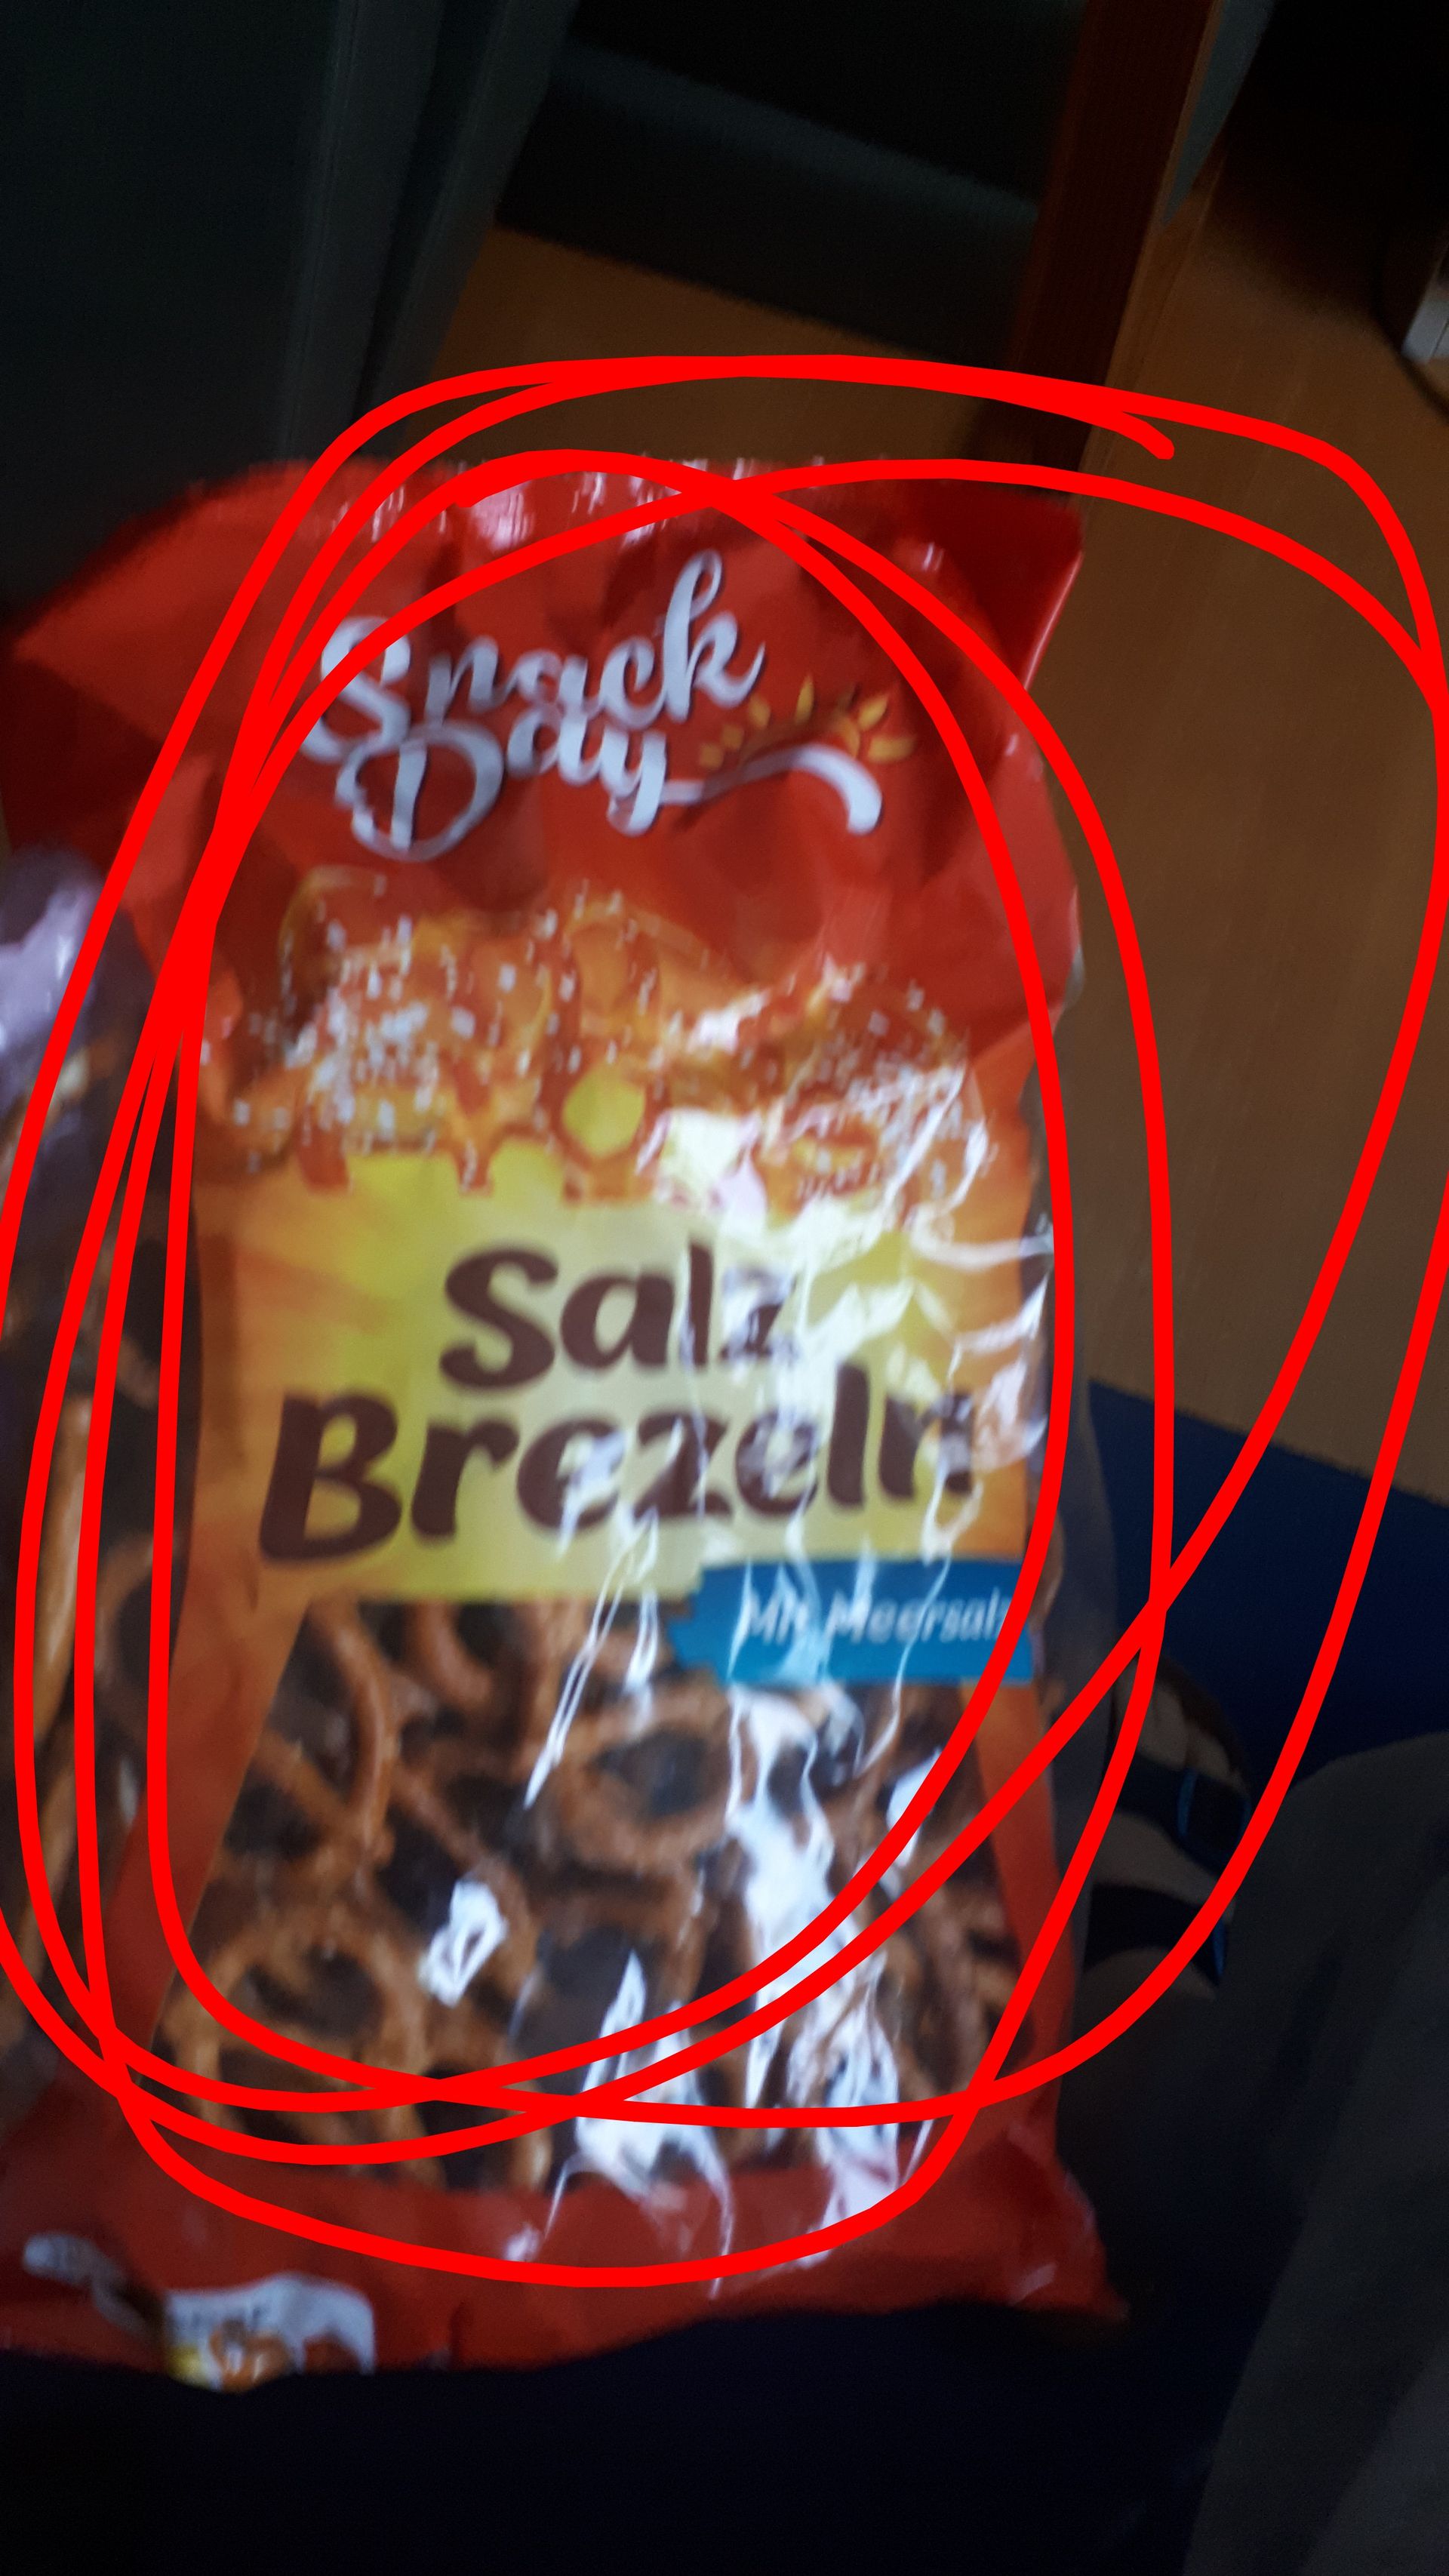 Snack
Day
Salz
Brezeln
Mit Meersalz